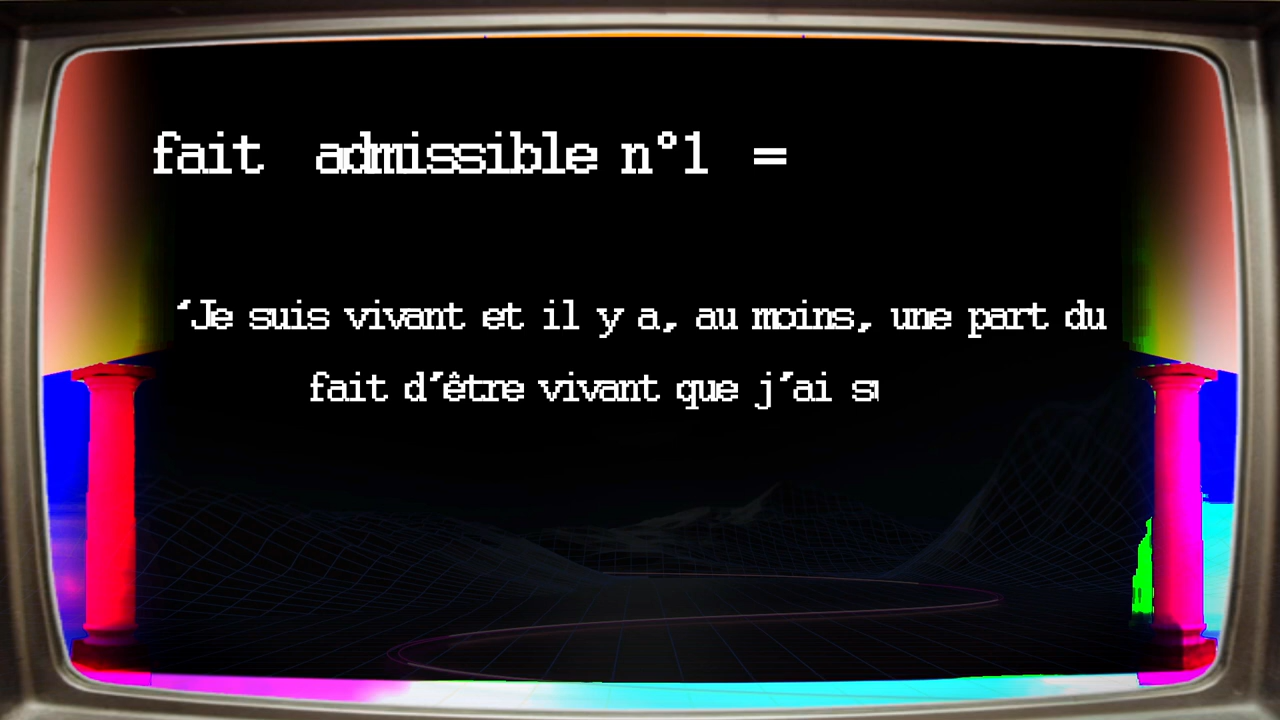 fait admissible n°1 =
‘Je suis vivant et il y a, au moins, une part du
fait d’être vivant que j’ai